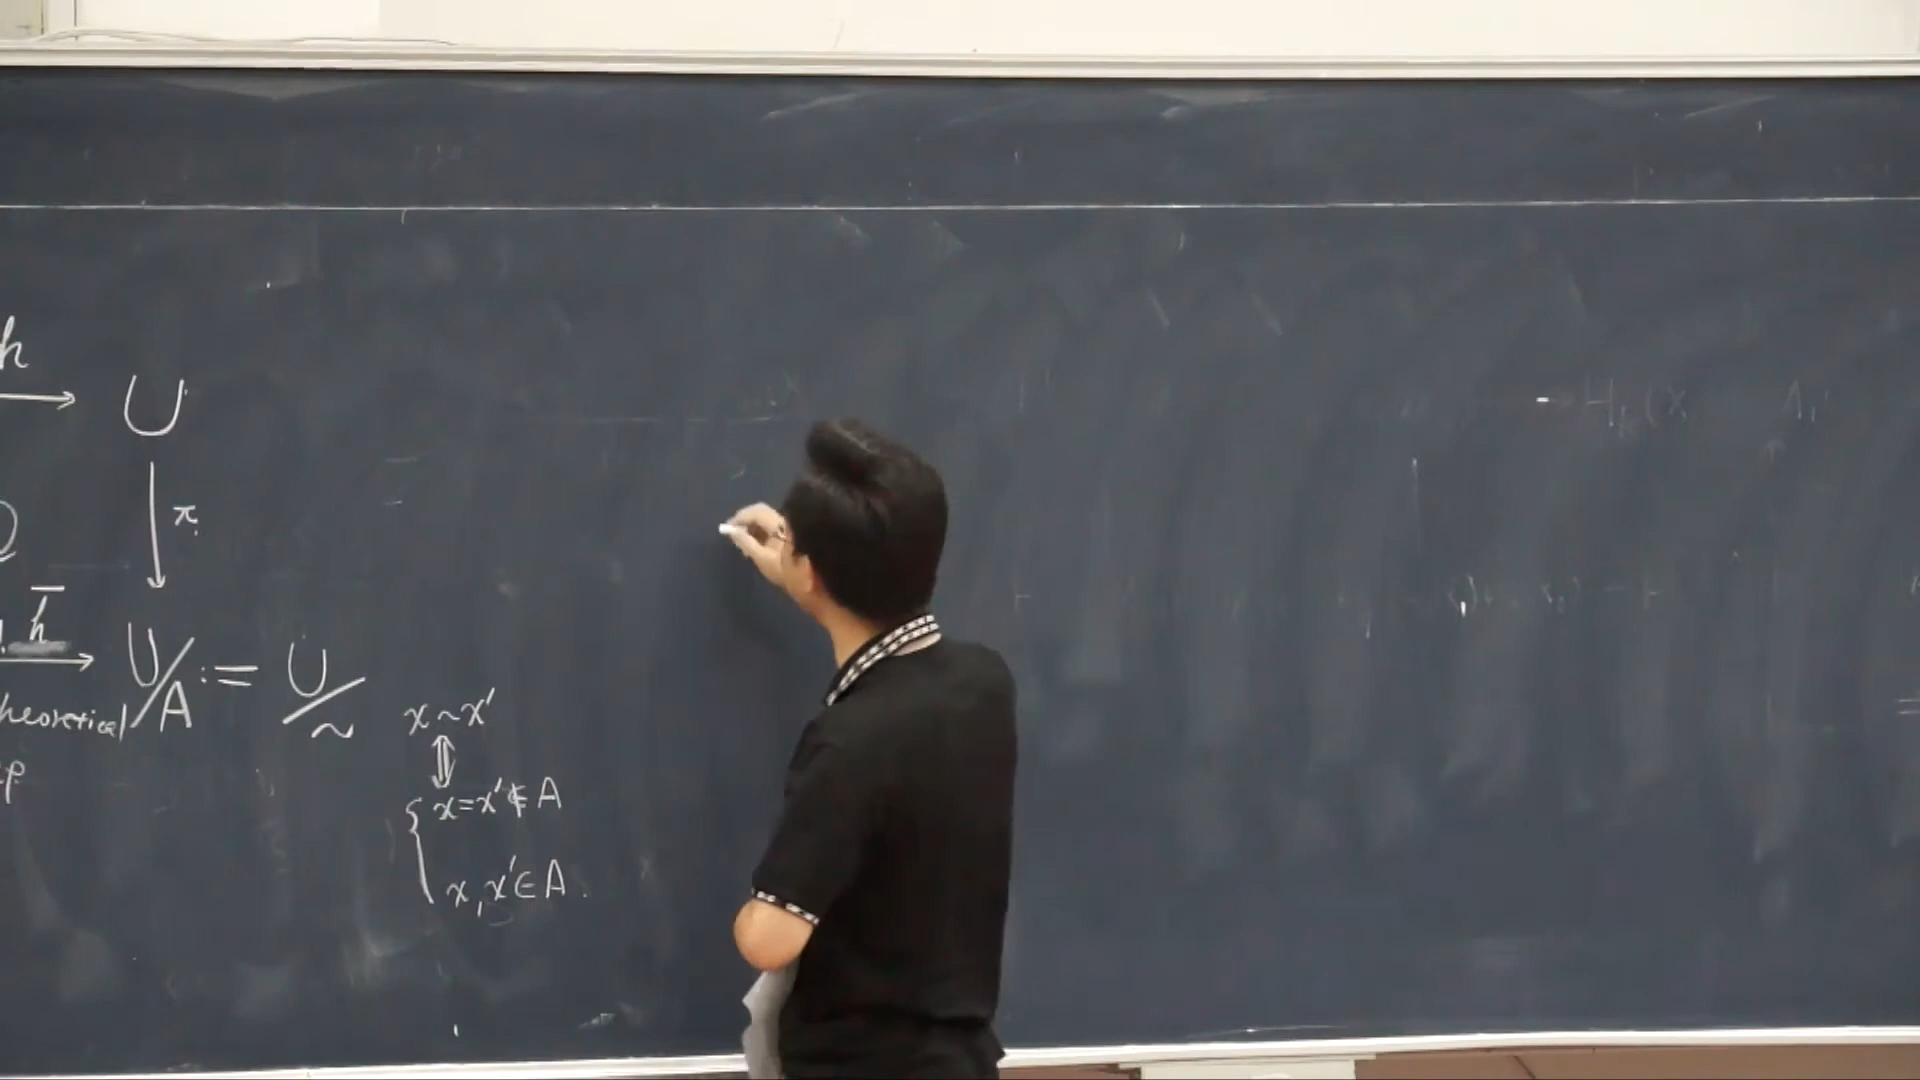 h
U
π
h̄
U/A := U/~
heoretical
x ~ x'
⇕
{ x = x' ∉ A
x, x' ∈ A.